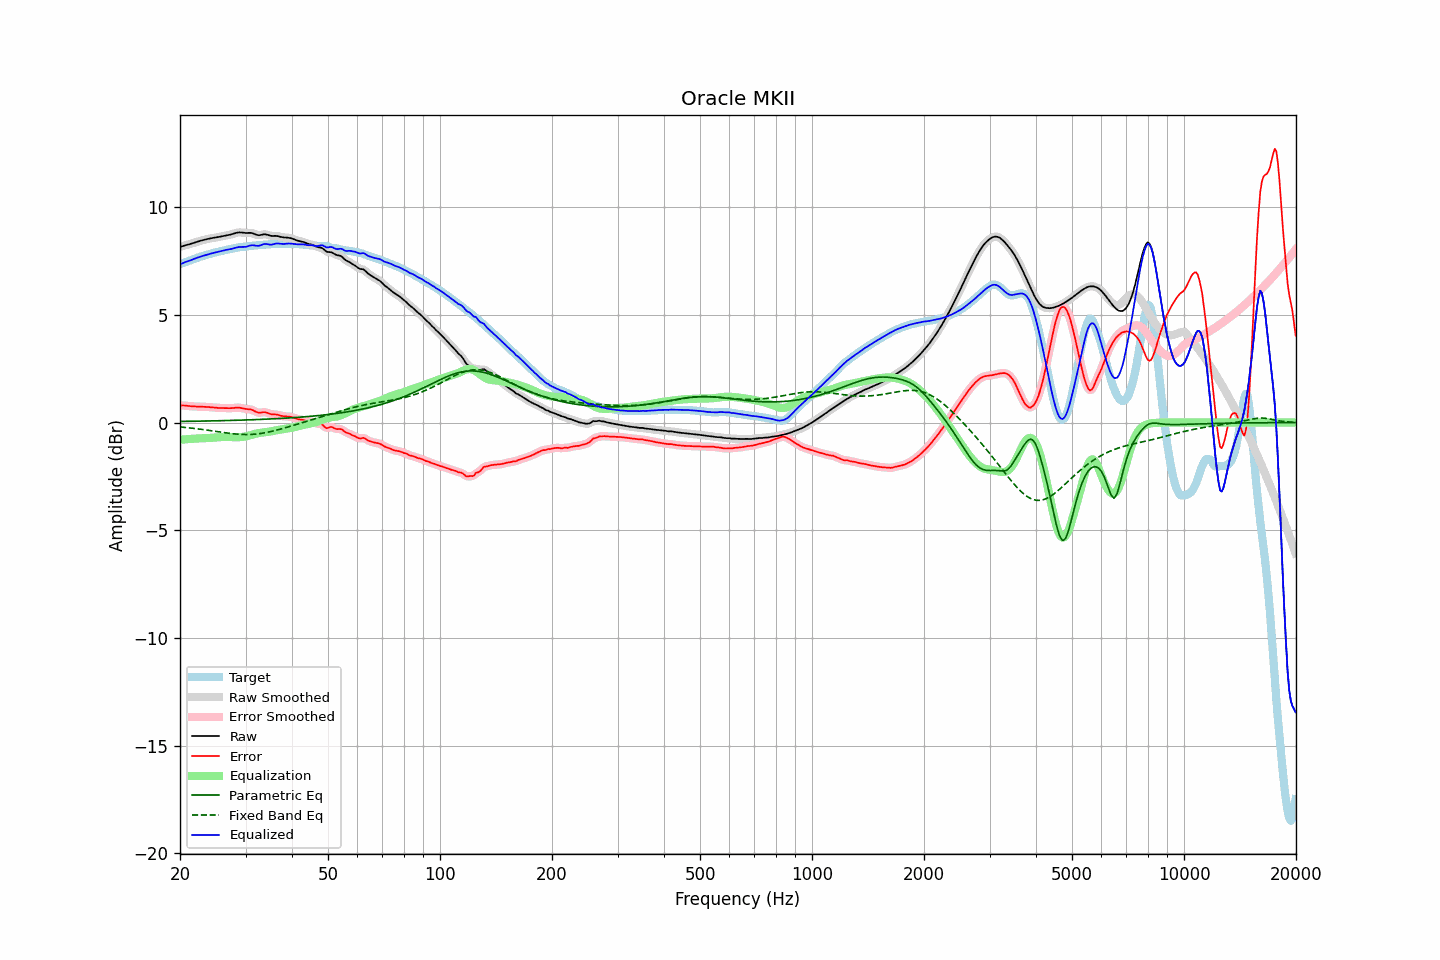 Oracle MKII
Amplitude (dBr)
10
5
0
−5
−10
−15
−20
Target
Raw Smoothed
Error Smoothed
Raw
Error
Equalization
Parametric Eq
Fixed Band Eq
Equalized
20 50 100 200 500 1000 2000 5000 10000 20000
Frequency (Hz)